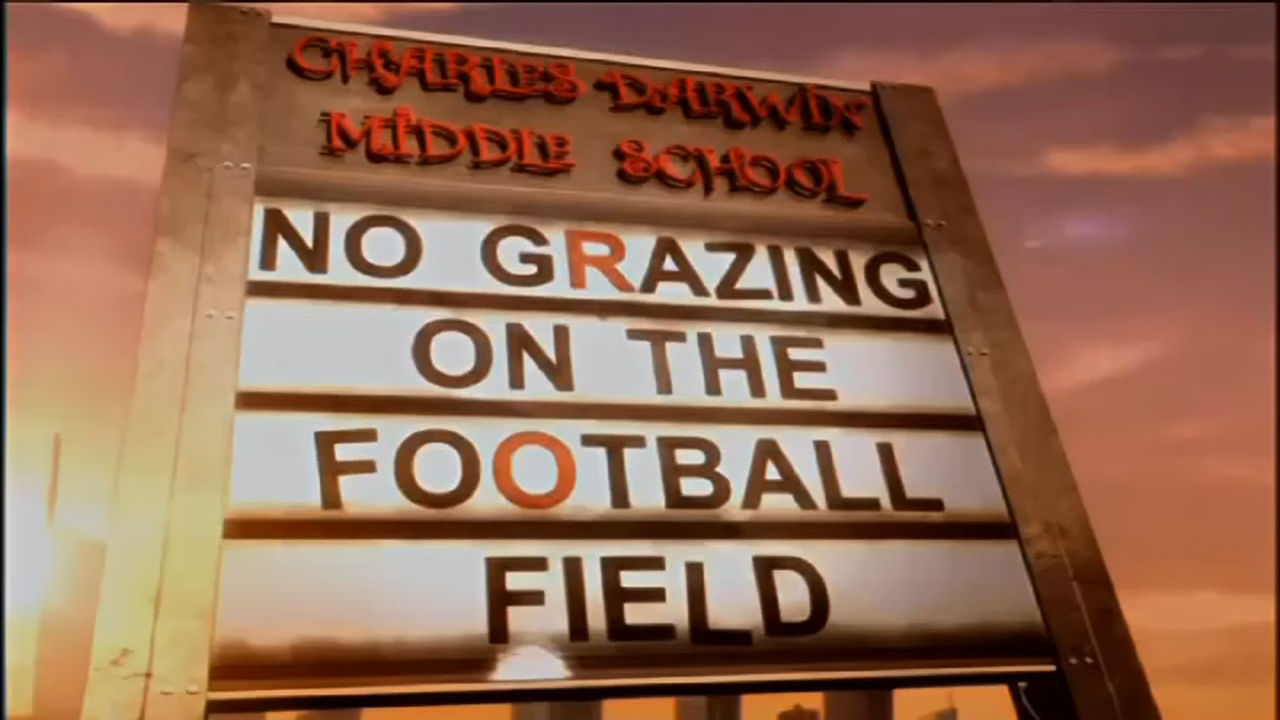 CHARLES DARWIN
MIDDLE SCHOOL
NO GRAZING
ON THE
FOOTBALL
FIELD